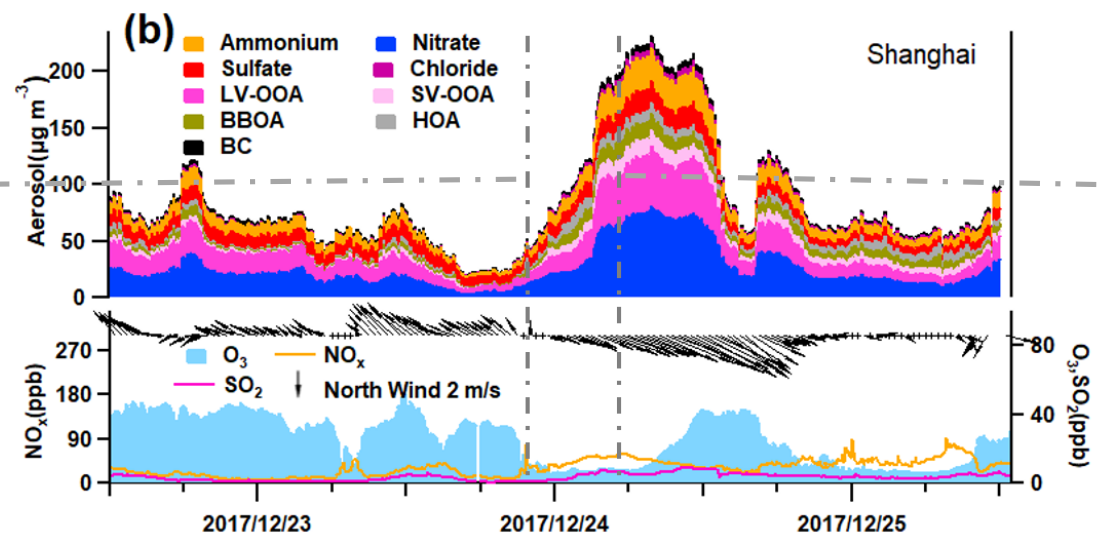 (b)
Ammonium Nitrate
Sulfate Chloride
LV-OOA SV-OOA
BBOA HOA
BC
Shanghai
Aerosol(μg m⁻³)
200
150
100
50
0
O₃ NOₓ
SO₂ North Wind 2 m/s
NOₓ(ppb)
270
180
90
0
O₃,SO₂(ppb)
80
40
0
2017/12/23 2017/12/24 2017/12/25